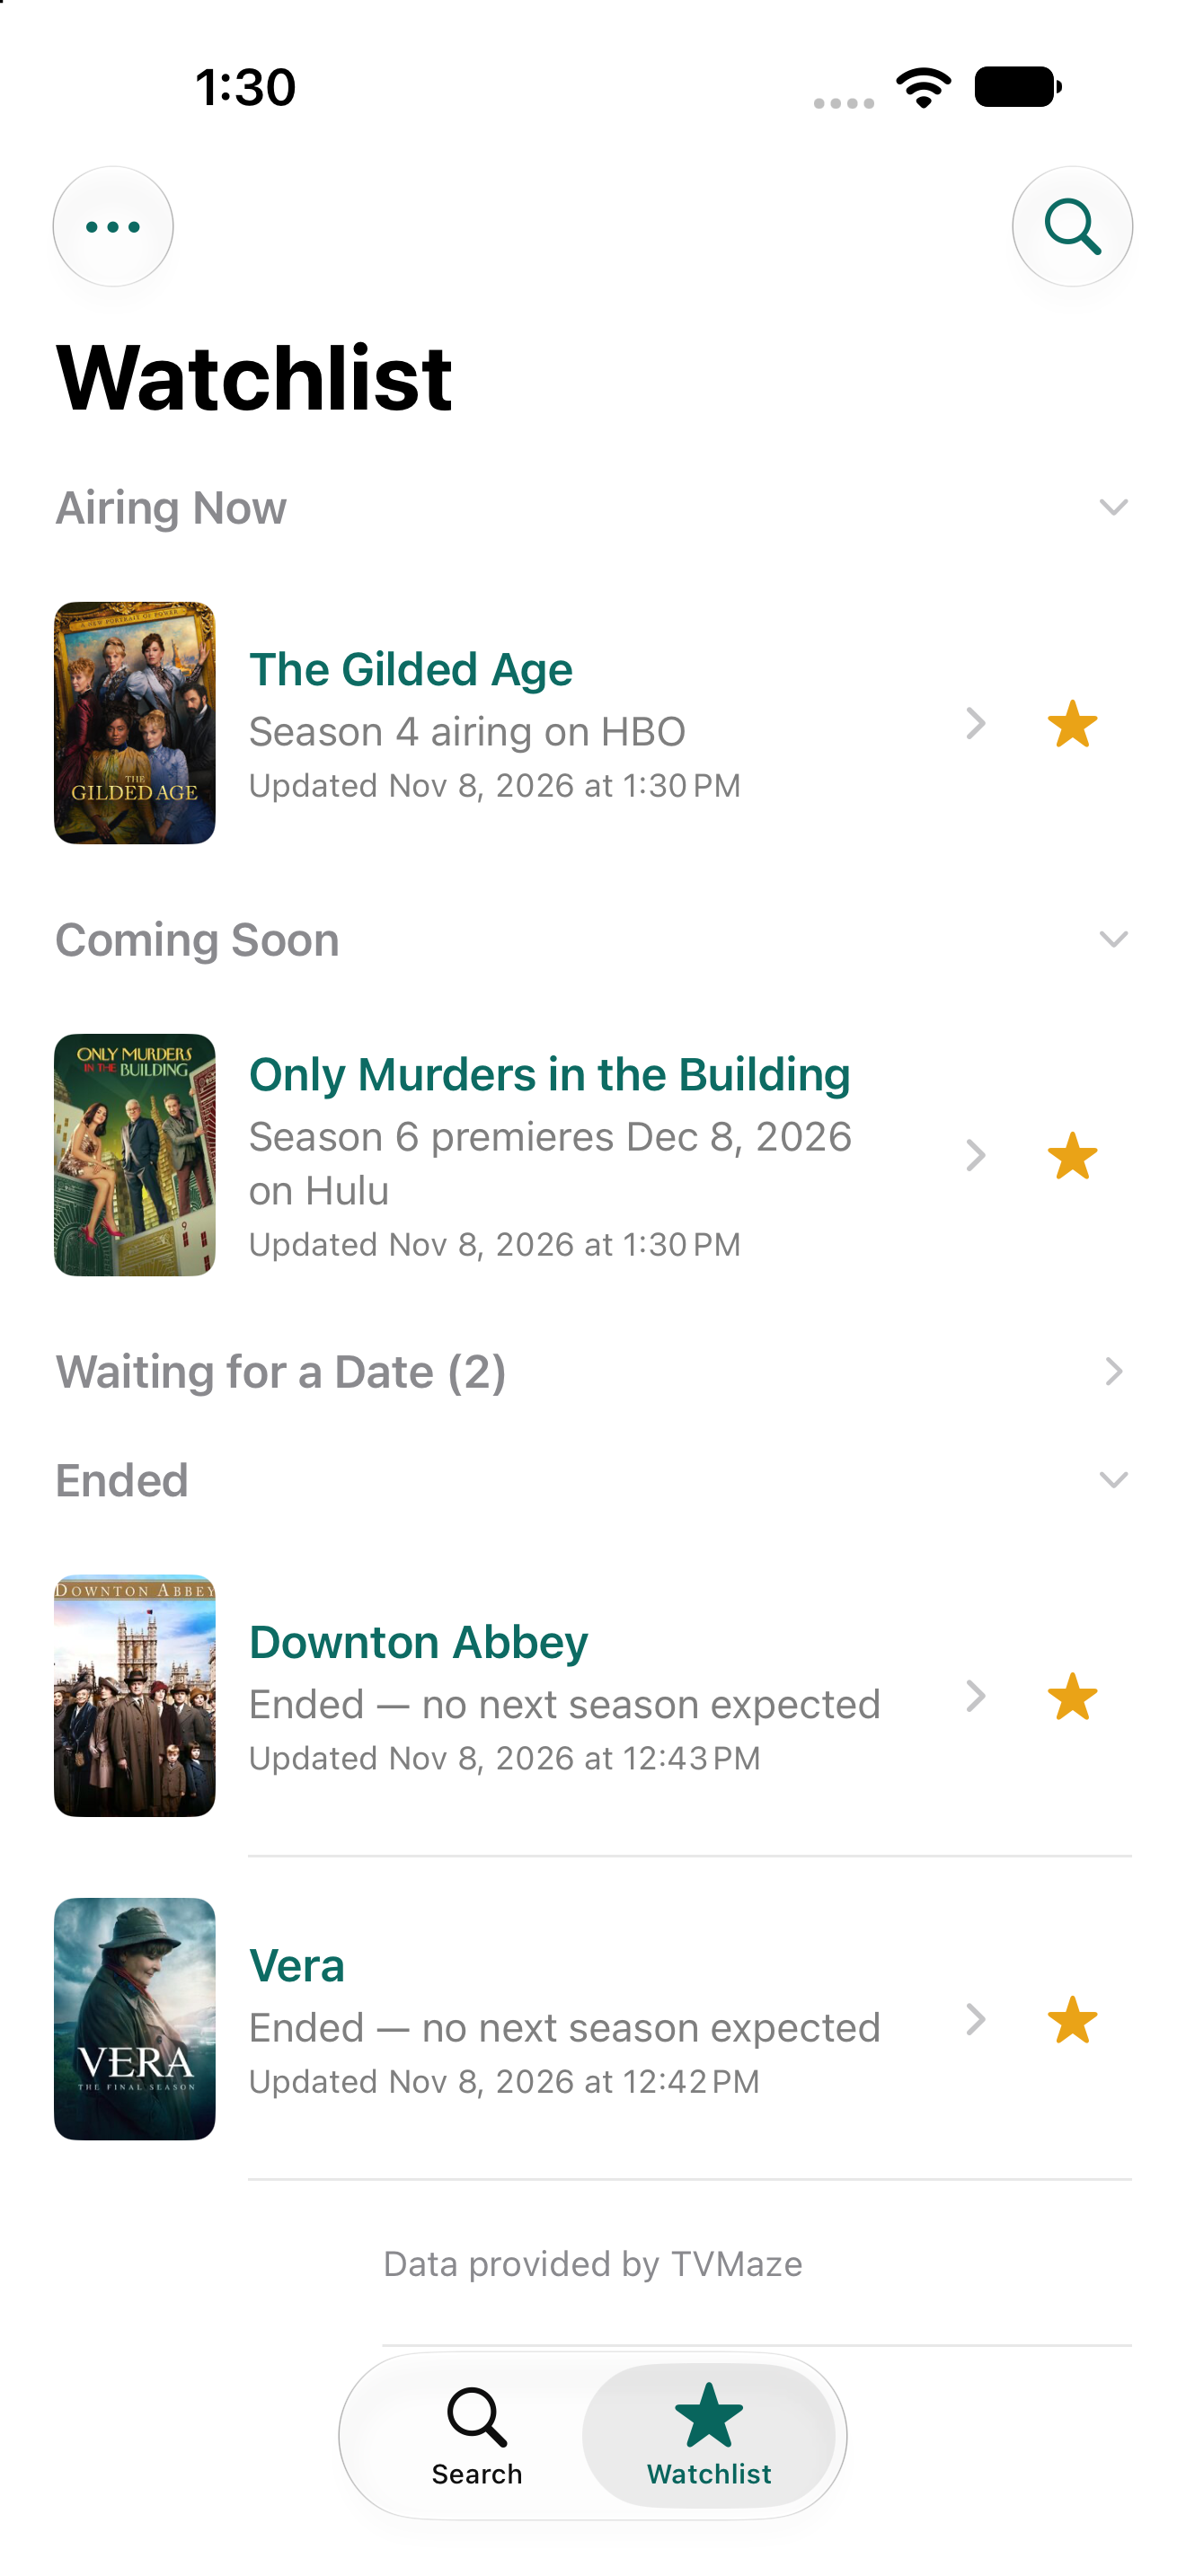 1:30
Watchlist
Airing Now
A NEW PORTRAIT OF POWER
THE
GILDED AGE
The Gilded Age
Season 4 airing on HBO
Updated Nov 8, 2026 at 1:30 PM
Coming Soon
ONLY MURDERS
IN THE BUILDING
Only Murders in the Building
Season 6 premieres Dec 8, 2026
on Hulu
Updated Nov 8, 2026 at 1:30 PM
Waiting for a Date (2)
Ended
DOWNTON ABBEY
Downton Abbey
Ended — no next season expected
Updated Nov 8, 2026 at 12:43 PM
VERA
THE FINAL SEASON
Vera
Ended — no next season expected
Updated Nov 8, 2026 at 12:42 PM
Data provided by TVMaze
Search
Watchlist